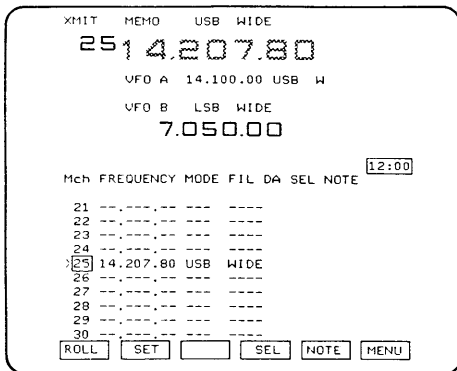 XMIT MEMO USB WIDE
25 14.207.80
VFO A 14.100.00 USB W
VFO B LSB WIDE
7.050.00
12:00
Mch FREQUENCY MODE FIL DA SEL NOTE
21 --.---.-- --- ----
22 --.---.-- --- ----
23 --.---.-- --- ----
24 --.---.-- --- ----
>25 14.207.80 USB WIDE
26 --.---.-- --- ----
27 --.---.-- --- ----
28 --.---.-- --- ----
29 --.---.-- --- ----
30 --.---.-- --- ----
ROLL SET SEL NOTE MENU